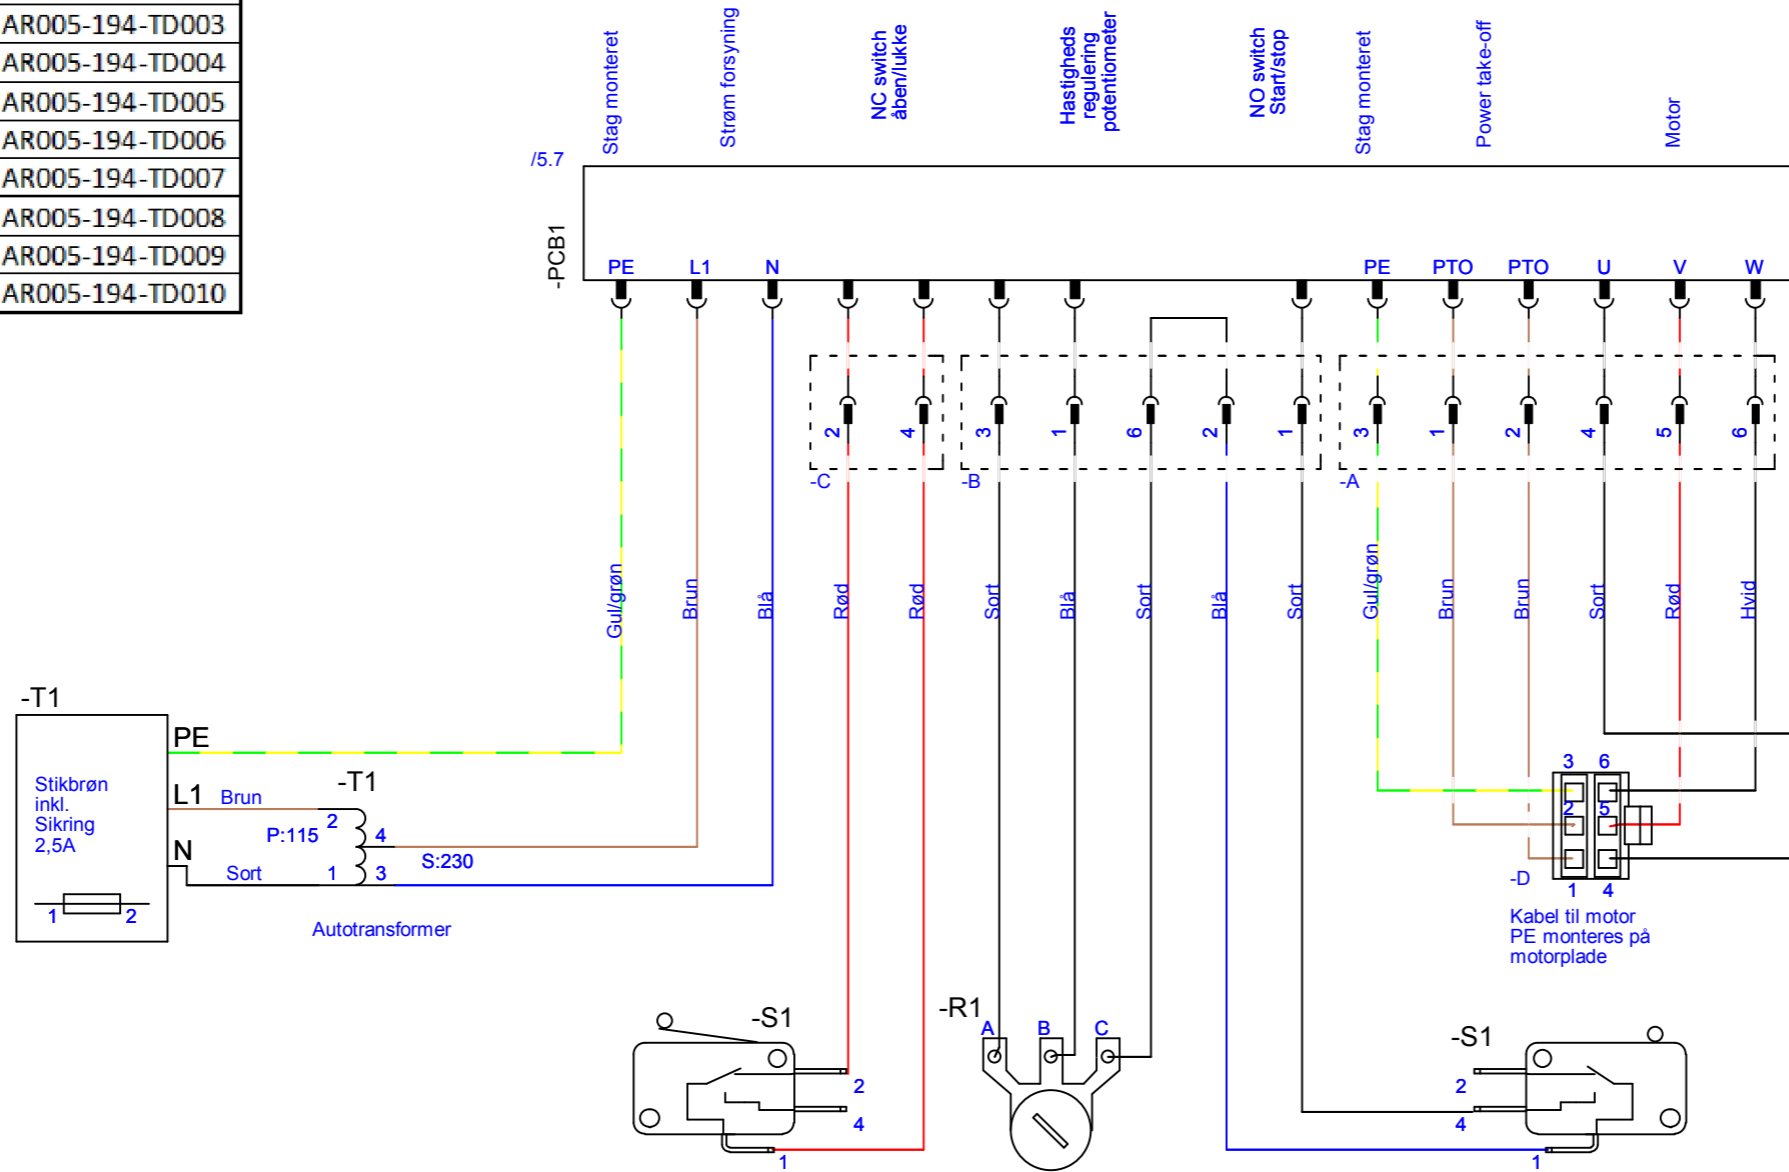 AR005-194-TD003
AR005-194-TD004
AR005-194-TD005
AR005-194-TD006
AR005-194-TD007
AR005-194-TD008
AR005-194-TD009
AR005-194-TD010
Stag monteret
Strøm forsyning
NC switch
åben/lukke
Hastigheds
regulering
potentiometer
NO switch
Start/stop
Stag monteret
Power take-off
Motor
/5.7
-PCB1
PE L1 N PE PTO PTO U V W
2 4 3 1 6 2 1 3 1 2 4 5 6
-C -B -A
Gul/grøn Brun Blå Rød Rød Sort Blå Sort Blå Sort Gul/grøn Brun Brun Sort Rød Hvid
-T1
PE
Stikbrøn
inkl.
Sikring
2,5A
L1 Brun
N
Sort
1 2
-T1
P:115
2
4
S:230
1 3
Autotransformer
3 6
2 5
1 4
-D
Kabel til motor
PE monteres på
motorplade
-S1
2
4
1
-R1
A B C
-S1
2
4
1